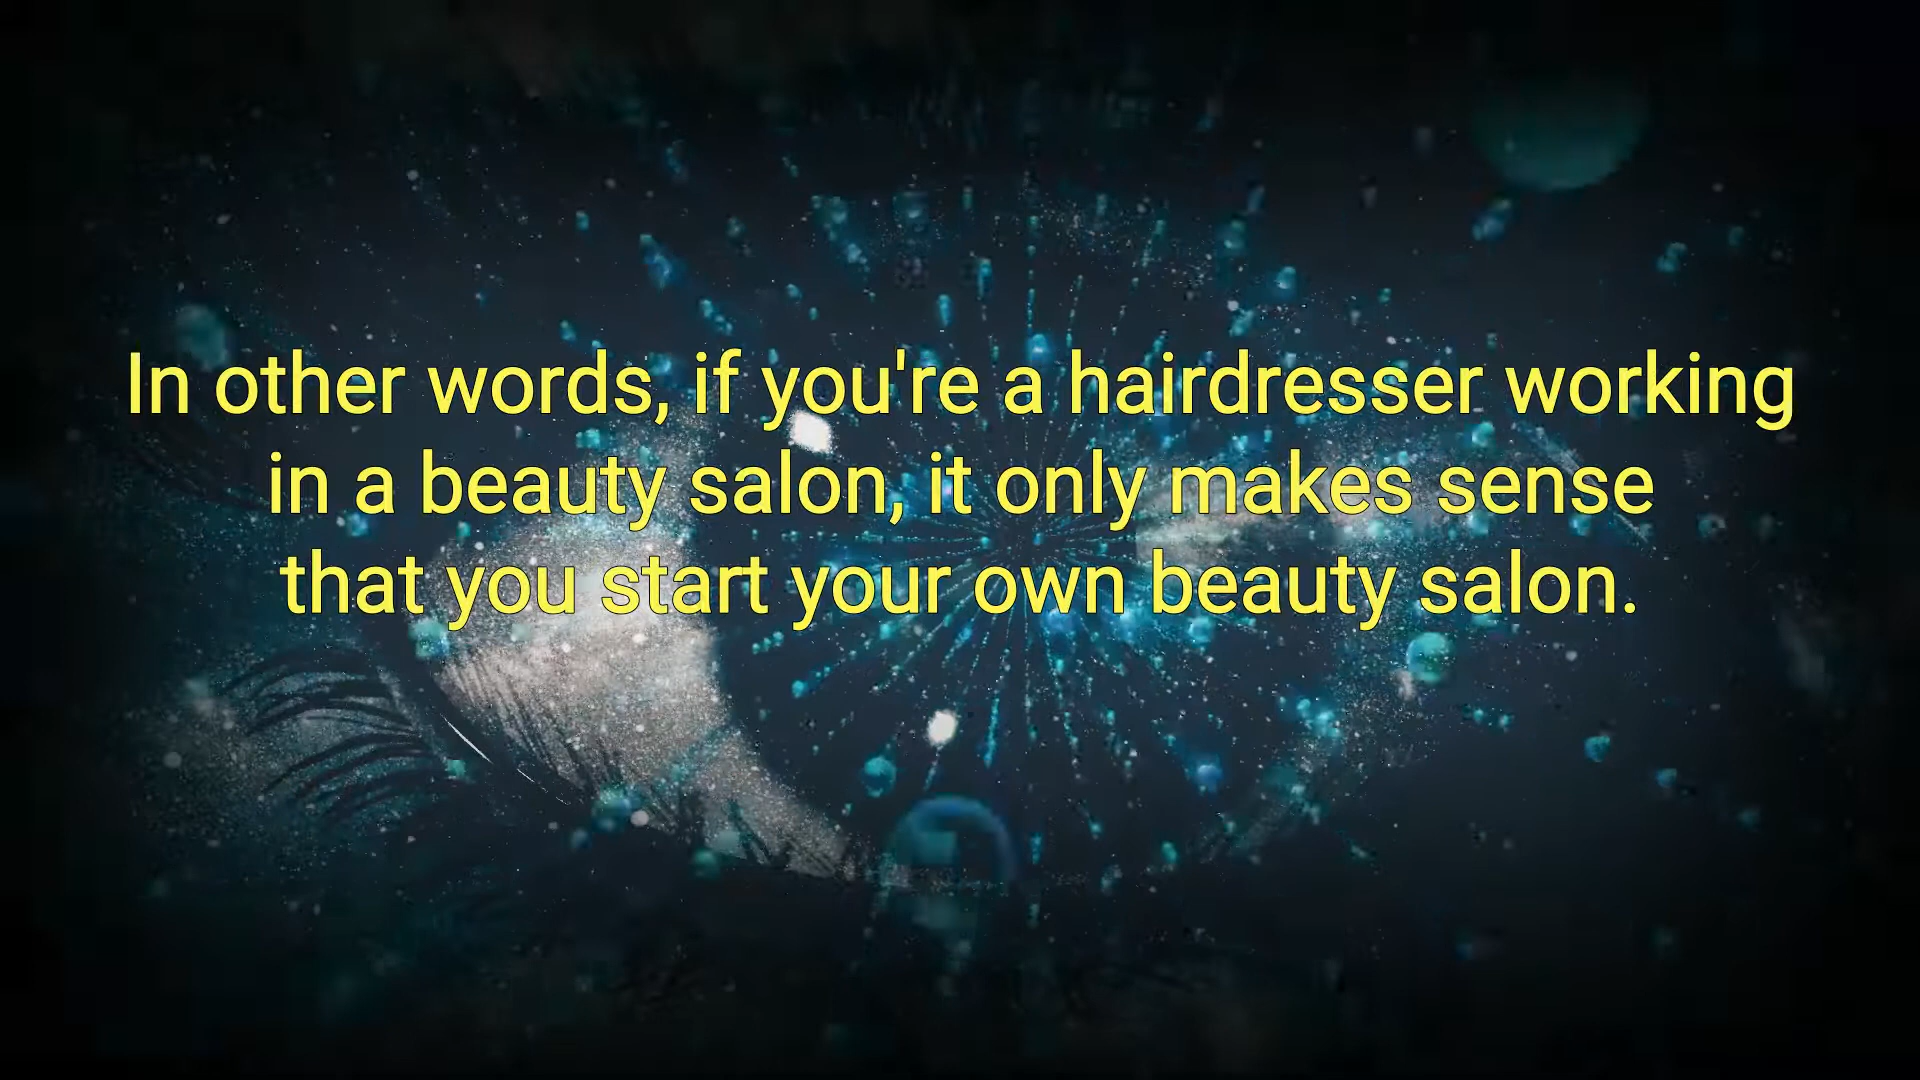 In other words, if you're a hairdresser working
in a beauty salon, it only makes sense
that you start your own beauty salon.